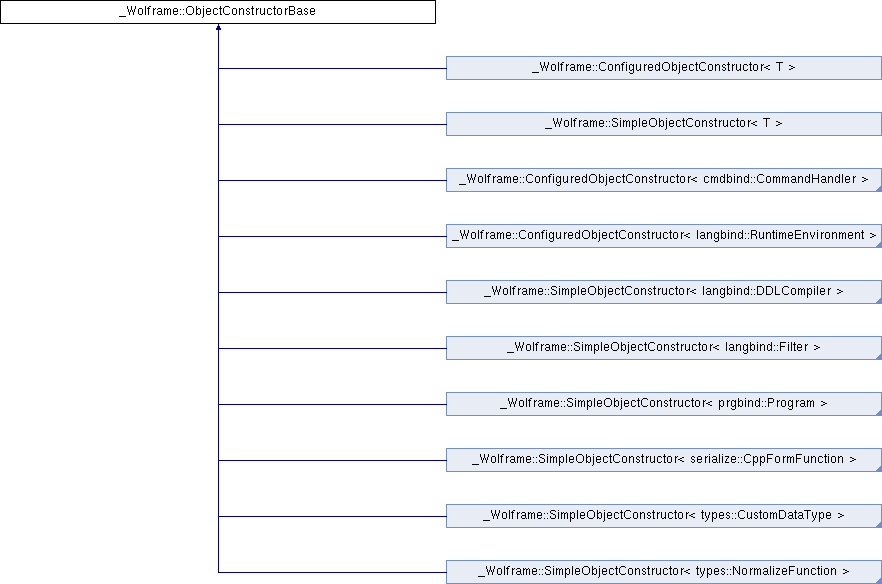 _Wolframe::ObjectConstructorBase
_Wolframe::ConfiguredObjectConstructor< T >
_Wolframe::SimpleObjectConstructor< T >
_Wolframe::ConfiguredObjectConstructor< cmdbind::CommandHandler >
_Wolframe::ConfiguredObjectConstructor< langbind::RuntimeEnvironment >
_Wolframe::SimpleObjectConstructor< langbind::DDLCompiler >
_Wolframe::SimpleObjectConstructor< langbind::Filter >
_Wolframe::SimpleObjectConstructor< prgbind::Program >
_Wolframe::SimpleObjectConstructor< serialize::CppFormFunction >
_Wolframe::SimpleObjectConstructor< types::CustomDataType >
_Wolframe::SimpleObjectConstructor< types::NormalizeFunction >